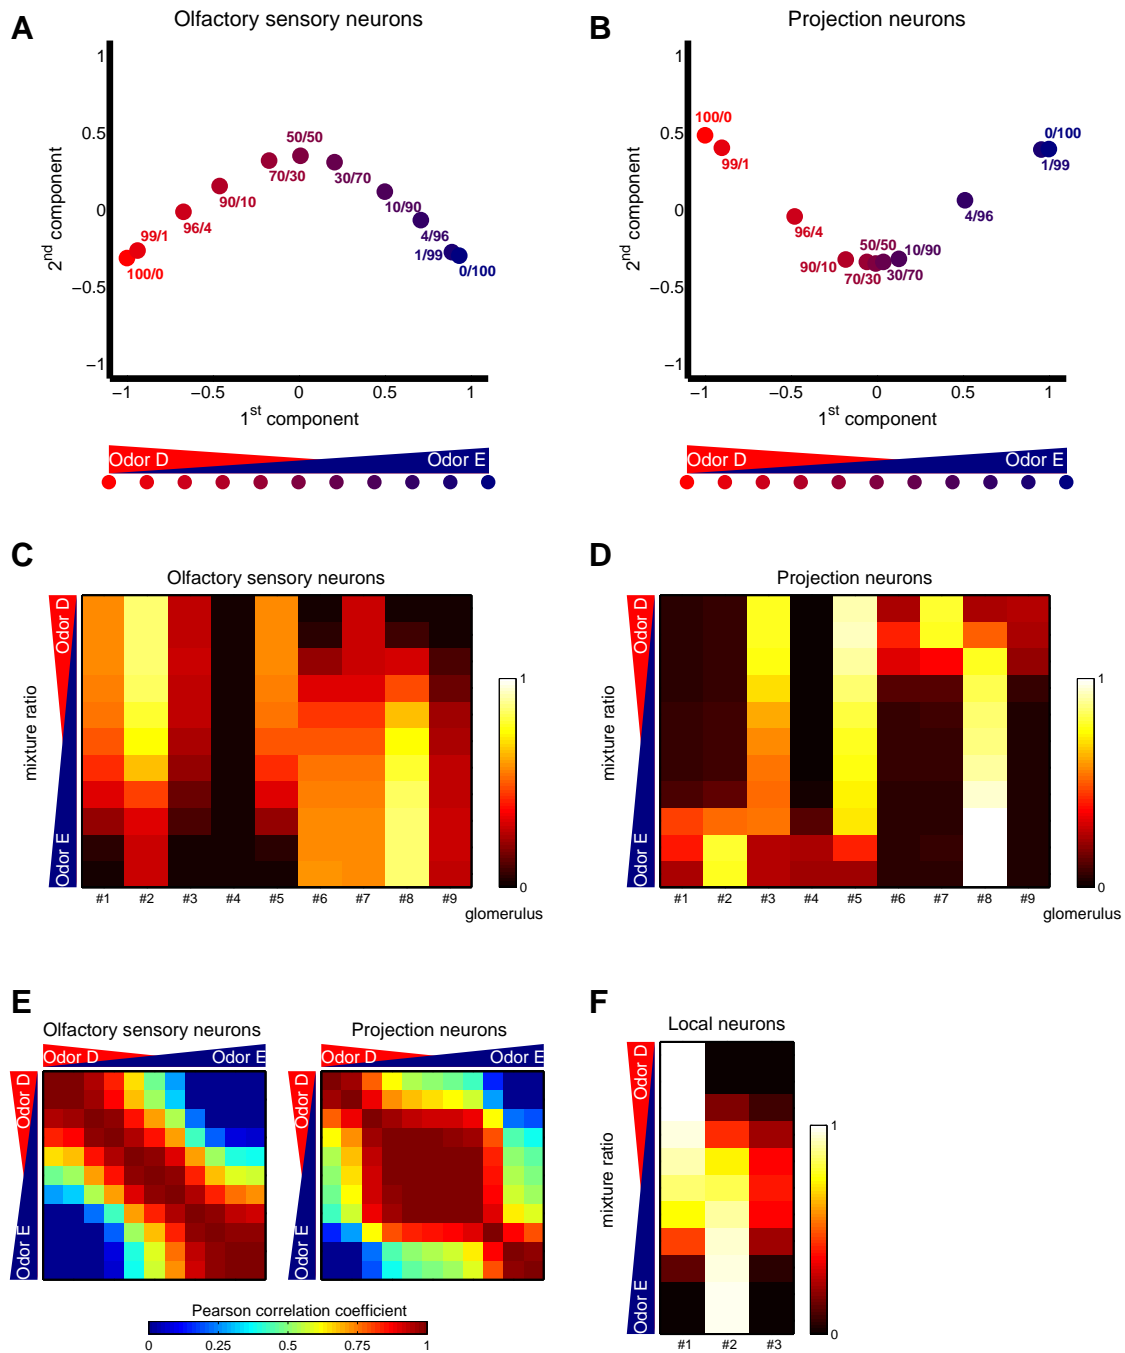 A
Olfactory sensory neurons
1
0.5
0
−0.5
−1
2nd component
50/50
70/30
30/70
90/10
10/90
96/4
4/96
99/1
1/99
100/0
0/100
−1 −0.5 0 0.5 1
1st component
Odor D Odor E
B
Projection neurons
1
0.5
0
−0.5
−1
2nd component
100/0
99/1
0/100
1/99
96/4
4/96
50/50
10/90
90/10
70/30
30/70
−1 −0.5 0 0.5 1
1st component
Odor D Odor E
C
Olfactory sensory neurons
mixture ratio
Odor D
Odor E
#1 #2 #3 #4 #5 #6 #7 #8 #9
glomerulus
1
0
D
Projection neurons
mixture ratio
Odor D
Odor E
#1 #2 #3 #4 #5 #6 #7 #8 #9
glomerulus
1
0
E
Olfactory sensory neurons
Odor D Odor E
Odor D
Odor E
Projection neurons
Odor D Odor E
Odor D
Odor E
Pearson correlation coefficient
0 0.25 0.5 0.75 1
F
Local neurons
mixture ratio
Odor D
Odor E
#1 #2 #3
1
0